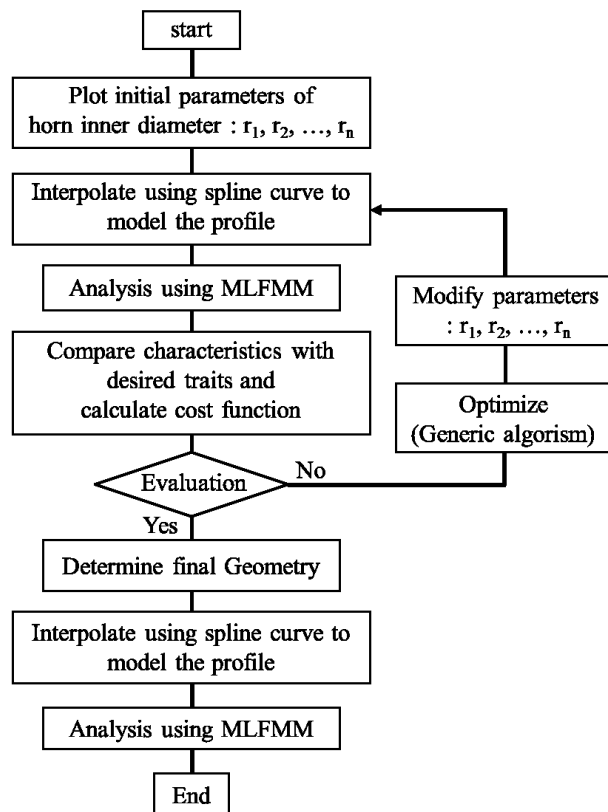 start
Plot initial parameters of
horn inner diameter : r₁, r₂, ..., rₙ
Interpolate using spline curve to
model the profile
Analysis using MLFMM
Compare characteristics with
desired traits and
calculate cost function
Evaluation
No
Optimize
(Generic algorism)
Modify parameters
: r₁, r₂, ..., rₙ
Yes
Determine final Geometry
Interpolate using spline curve to
model the profile
Analysis using MLFMM
End